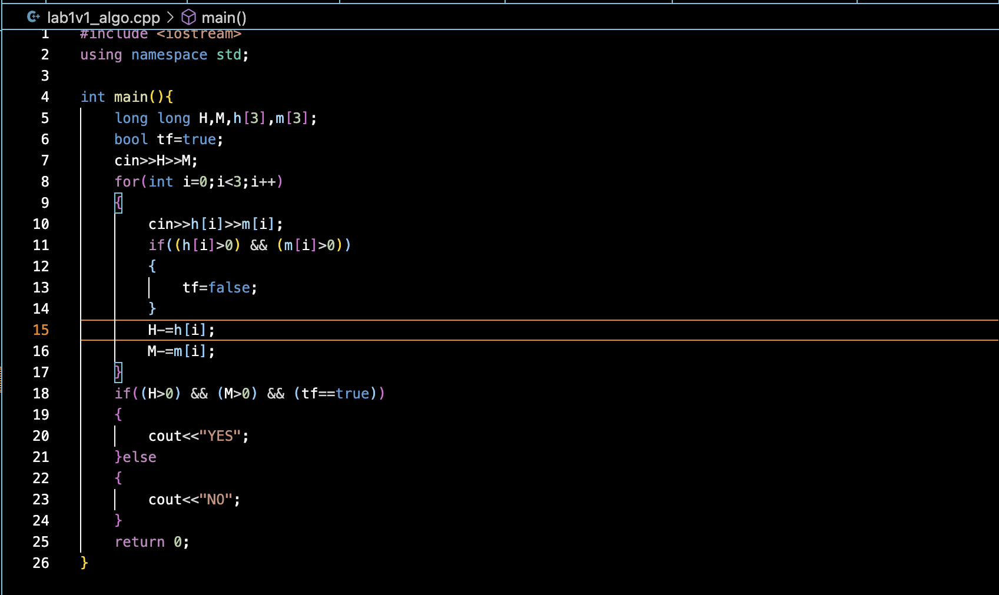 lab1v1_algo.cpp > main()
1 #include <iostream>
2 using namespace std;
3
4 int main(){
5     long long H,M,h[3],m[3];
6     bool tf=true;
7     cin>>H>>M;
8     for(int i=0;i<3;i++)
9     {
10         cin>>h[i]>>m[i];
11         if((h[i]>0) && (m[i]>0))
12         {
13             tf=false;
14         }
15         H-=h[i];
16         M-=m[i];
17     }
18     if((H>0) && (M>0) && (tf==true))
19     {
20         cout<<"YES";
21     }else
22     {
23         cout<<"NO";
24     }
25     return 0;
26 }